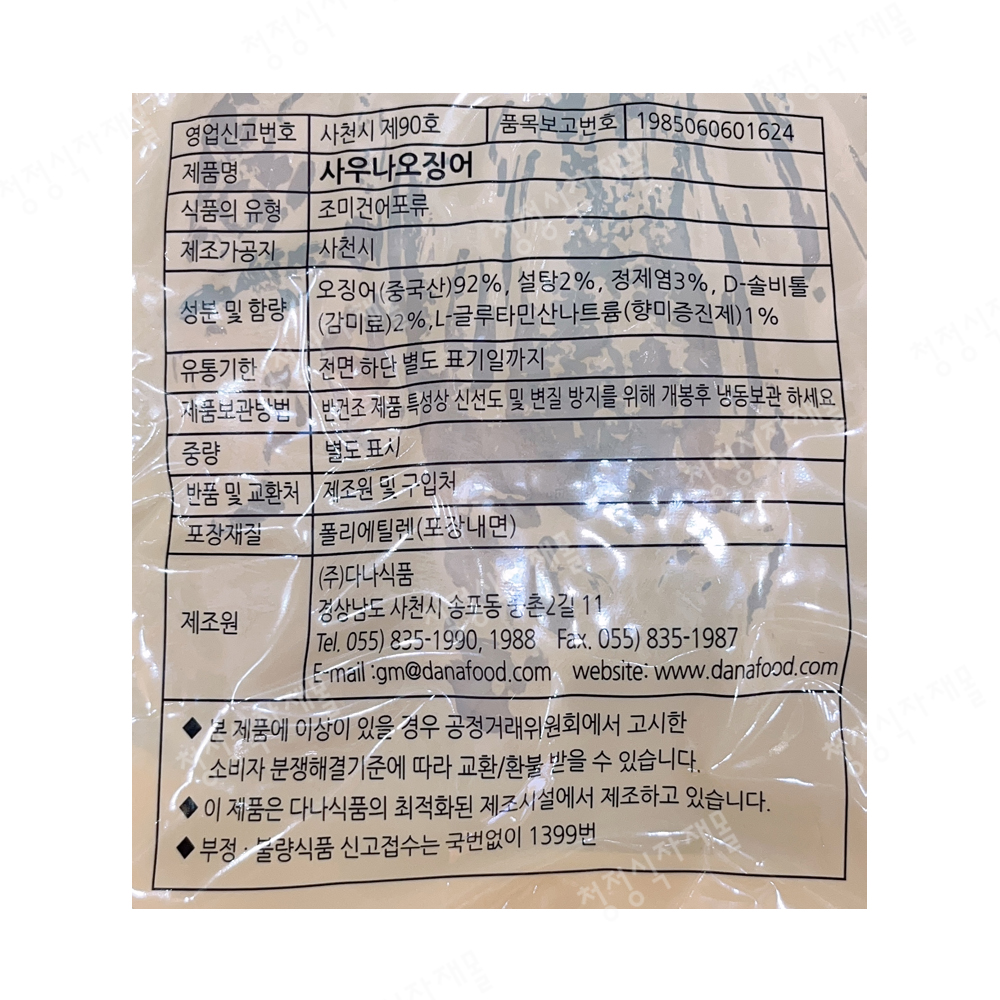 영업신고번호 사천시 제90호 품목보고번호 1985060601624
제품명 사우나오징어
식품의 유형 조미건어포류
제조가공지 사천시
성분 및 함량 오징어(중국산)92%, 설탕2%, 정제염3%, D-솔비톨
(감미료)2%,L-글루타민산나트륨(향미증진제)1%
유통기한 전면 하단 별도 표기일까지
제품보관방법 반건조 제품 특성상 신선도 및 변질 방지를 위해 개봉후 냉동보관 하세요
중량 별도 표시
반품 및 교환처 제조원 및 구입처
포장재질 폴리에틸렌(포장내면)
제조원 (주)다나식품
경상남도 사천시 송포동 2길 11
Tel. 055) 835-1990, 1988 Fax. 055) 835-1987
E-mail :gm@danafood.com website: www.danafood.com
◆ 본 제품에 이상이 있을 경우 공정거래위원회에서 고시한
소비자 분쟁해결기준에 따라 교환/환불 받을 수 있습니다.
◆ 이 제품은 다나식품의 최적화된 제조시설에서 제조하고 있습니다.
◆ 부정·불량식품 신고접수는 국번없이 1399번
청정식자재몰